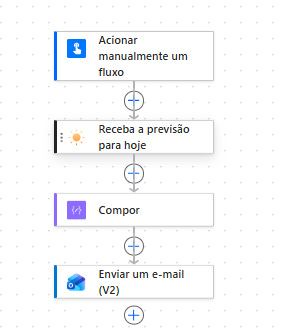 Acionar
manualmente um
fluxo
Receba a previsão
para hoje
Compor
Enviar um e-mail
(V2)